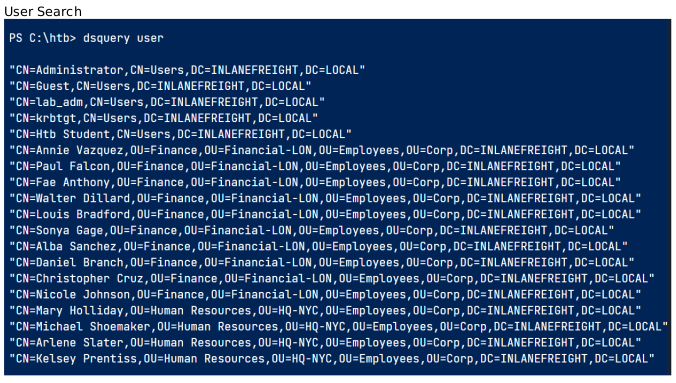 User Search
PS C:\htb> dsquery user
"CN=Administrator,CN=Users,DC=INLANEFREIGHT,DC=LOCAL"
"CN=Guest,CN=Users,DC=INLANEFREIGHT,DC=LOCAL"
"CN=lab_adm,CN=Users,DC=INLANEFREIGHT,DC=LOCAL"
"CN=krbtgt,CN=Users,DC=INLANEFREIGHT,DC=LOCAL"
"CN=Htb Student,CN=Users,DC=INLANEFREIGHT,DC=LOCAL"
"CN=Annie Vazquez,OU=Finance,OU=Financial-LON,OU=Employees,OU=Corp,DC=INLANEFREIGHT,DC=LOCAL"
"CN=Paul Falcon,OU=Finance,OU=Financial-LON,OU=Employees,OU=Corp,DC=INLANEFREIGHT,DC=LOCAL"
"CN=Fae Anthony,OU=Finance,OU=Financial-LON,OU=Employees,OU=Corp,DC=INLANEFREIGHT,DC=LOCAL"
"CN=Walter Dillard,OU=Finance,OU=Financial-LON,OU=Employees,OU=Corp,DC=INLANEFREIGHT,DC=LOCAL"
"CN=Louis Bradford,OU=Finance,OU=Financial-LON,OU=Employees,OU=Corp,DC=INLANEFREIGHT,DC=LOCAL"
"CN=Sonya Gage,OU=Finance,OU=Financial-LON,OU=Employees,OU=Corp,DC=INLANEFREIGHT,DC=LOCAL"
"CN=Alba Sanchez,OU=Finance,OU=Financial-LON,OU=Employees,OU=Corp,DC=INLANEFREIGHT,DC=LOCAL"
"CN=Daniel Branch,OU=Finance,OU=Financial-LON,OU=Employees,OU=Corp,DC=INLANEFREIGHT,DC=LOCAL"
"CN=Christopher Cruz,OU=Finance,OU=Financial-LON,OU=Employees,OU=Corp,DC=INLANEFREIGHT,DC=LOCAL"
"CN=Nicole Johnson,OU=Finance,OU=Financial-LON,OU=Employees,OU=Corp,DC=INLANEFREIGHT,DC=LOCAL"
"CN=Mary Holliday,OU=Human Resources,OU=HQ-NYC,OU=Employees,OU=Corp,DC=INLANEFREIGHT,DC=LOCAL"
"CN=Michael Shoemaker,OU=Human Resources,OU=HQ-NYC,OU=Employees,OU=Corp,DC=INLANEFREIGHT,DC=LOCAL"
"CN=Arlene Slater,OU=Human Resources,OU=HQ-NYC,OU=Employees,OU=Corp,DC=INLANEFREIGHT,DC=LOCAL"
"CN=Kelsey Prentiss,OU=Human Resources,OU=HQ-NYC,OU=Employees,OU=Corp,DC=INLANEFREIGHT,DC=LOCAL"